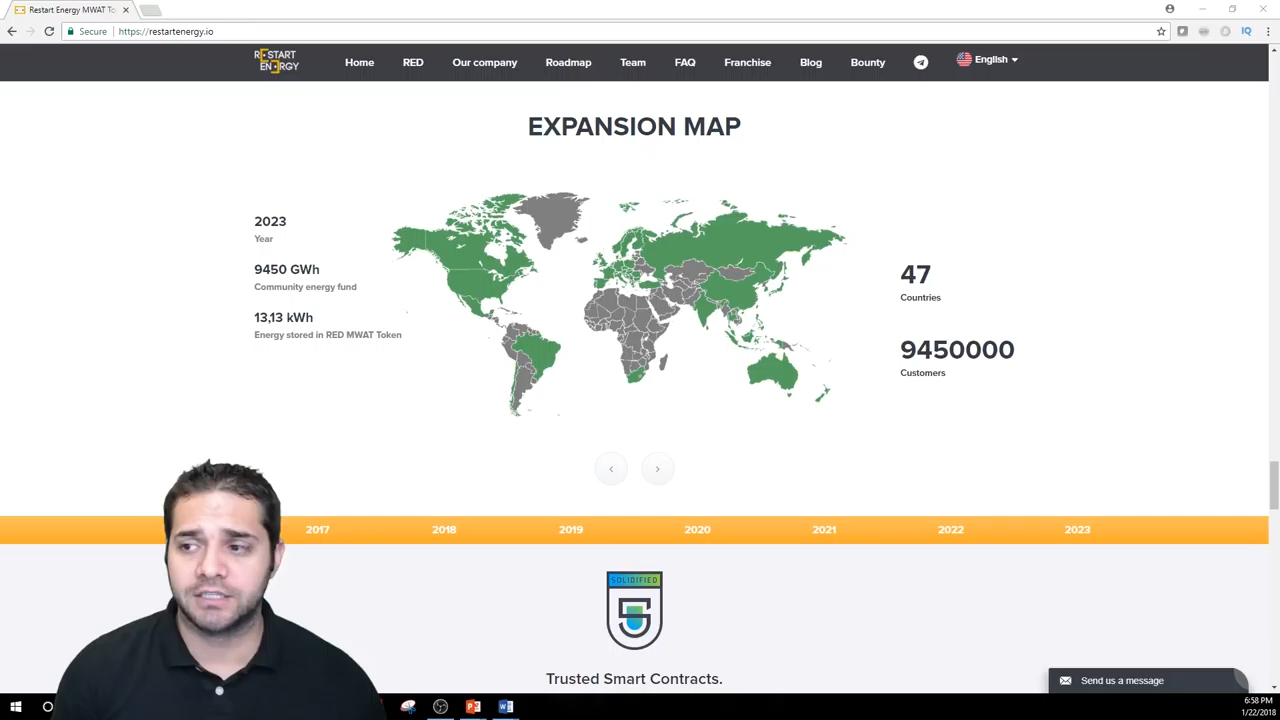 Restart Energy MWAT To
Secure
https://restartenergy.io
IQ
RESTART
ENERGY
Home
RED
Our company
Roadmap
Team
FAQ
Franchise
Blog
Bounty
English
EXPANSION MAP
2023
Year
9450 GWh
Community energy fund
13,13 kWh
Energy stored in RED MWAT Token
47
Countries
9450000
Customers
2017
2018
2019
2020
2021
2022
2023
SOLIDIFIED
Trusted Smart Contracts.
Send us a message
6:58 PM
1/22/2018